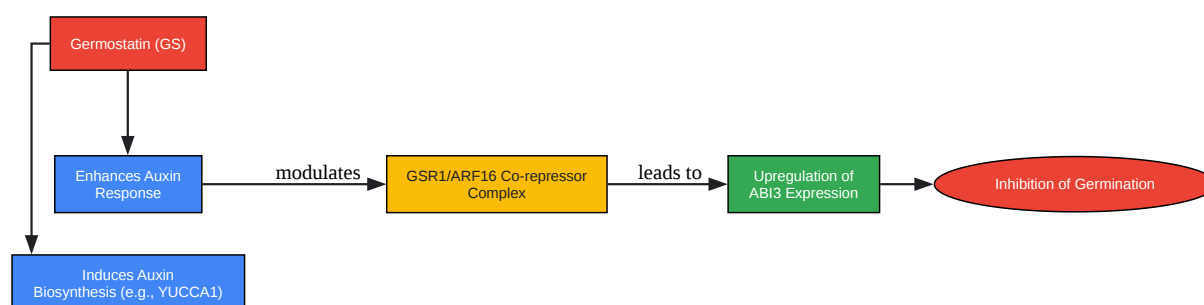 Germostatin (GS)
Enhances Auxin
Response
modulates
GSR1/ARF16 Co-repressor
Complex
leads to
Upregulation of
ABI3 Expression
Inhibition of Germination
Induces Auxin
Biosynthesis (e.g., YUCCA1)